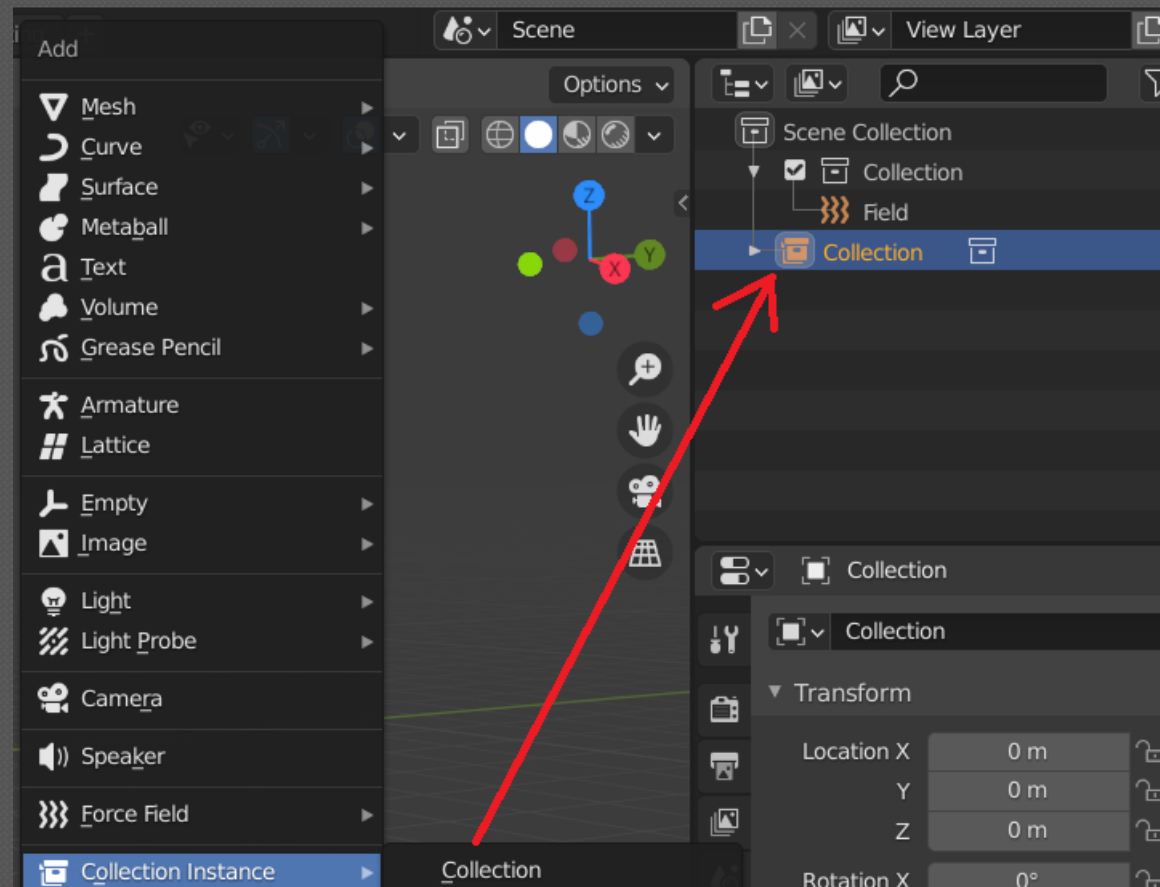 Scene
View Layer
Add
Options
Mesh
Curve
Surface
Metaball
Text
Volume
Grease Pencil
Armature
Lattice
Empty
Image
Light
Light Probe
Camera
Speaker
Force Field
Collection Instance
Collection
Z
Y
X
Scene Collection
Collection
Field
Collection
Collection
Collection
Transform
Location X 0 m
Y 0 m
Z 0 m
Rotation X 0°